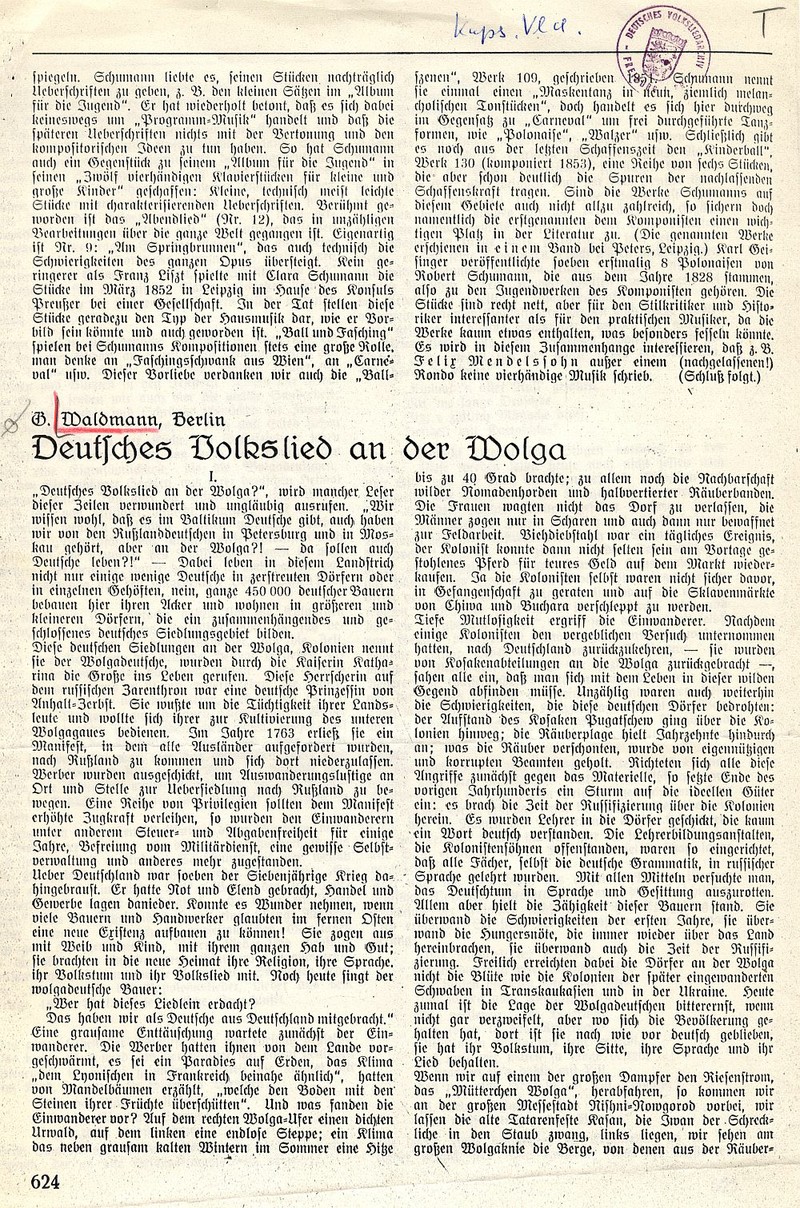 Kaps. Vld.
T
DEUTSCHES VOLKSLIEDARCHIV
spiegeln. Schumann liebte es, seinen Stücken nachträglich
Ueberschriften zu geben, z. B. den kleinen Sätzen im „Album
für die Jugend“. Er hat wiederholt betont, daß es sich dabei
keineswegs um „Programm-Musik“ handelt und daß die
späteren Ueberschriften nichts mit der Vertonung und den
kompositorischen Ideen zu tun haben. So hat Schumann
auch ein Gegenstück zu seinem „Album für die Jugend“ in
seinen „Zwölf vierhändigen Klavierstücken für kleine und
große Kinder“ geschaffen: Kleine, technisch meist leichte
Stücke mit charakterisierenden Ueberschriften. Berühmt ge-
worden ist das „Abendlied“ (Nr. 12), das in unzähligen
Bearbeitungen über die ganze Welt gegangen ist. Eigenartig
ist Nr. 9: „Am Springbrunnen“, das auch technisch die
Schwierigkeiten des ganzen Opus übersteigt. Kein ge-
ringerer als Franz Liszt spielte mit Clara Schumann die
Stücke im März 1852 in Leipzig im Hause des Konsuls
Preußer bei einer Gesellschaft. In der Tat stellen diese
Stücke geradezu den Typ der Hausmusik dar, wie er Vor-
bild sein könnte und auch geworden ist. „Ball und Fasching“
spielen bei Schumanns Kompositionen stets eine große Rolle,
man denke an „Faschingsschwank aus Wien“, an „Carne-
val“ usw. Dieser Vorliebe verdanken wir auch die „Ball-
szenen“, Werk 109, geschrieben 1851. Schumann nennt
sie einmal einen „Maskentanz in acht, ziemlich melan-
cholischen Tonstücken“, doch handelt es sich hier durchweg
im Gegensatz zu „Carneval“ um frei durchgeführte Tanz-
formen, wie „Polonaise“, „Walzer“ usw. Schließlich gibt
es noch aus der letzten Schaffenszeit den „Kinderball“,
Werk 130 (komponiert 1853), eine Reihe von sechs Stücken,
die aber schon deutlich die Spuren der nachlassenden
Schaffenskraft tragen. Sind die Werke Schumanns auf
diesem Gebiete auch nicht allzu zahlreich, so sichern doch
namentlich die erstgenannten dem Komponisten einen wich-
tigen Platz in der Literatur zu. (Die genannten Werke
erschienen in einem Band bei Peters, Leipzig.) Karl Gei-
ringer veröffentlichte soeben erstmalig 8 Polonaisen von
Robert Schumann, die aus dem Jahre 1828 stammen,
also zu den Jugendwerken des Komponisten gehören. Die
Stücke sind recht nett, aber für den Stilkritiker und Histo-
riker interessanter als für den praktischen Musiker, da die
Werke kaum etwas enthalten, was besonders fesseln könnte.
Es wird in diesem Zusammenhange interessieren, daß z. B.
Felix Mendelssohn außer einem (nachgelassenen!)
Rondo keine vierhändige Musik schrieb. (Schluß folgt.)
G. Waldmann, Berlin
Deutsches Volkslied an der Wolga
I.
„Deutsches Volkslied an der Wolga?“, wird mancher Leser
dieser Zeilen verwundert und ungläubig ausrufen. „Wir
wissen wohl, daß es im Baltikum Deutsche gibt, auch haben
wir von den Rußlanddeutschen in Petersburg und in Mos-
kau gehört, aber an der Wolga?! — da sollen auch
Deutsche leben?!“ — Dabei leben in diesem Landstrich
nicht nur einige wenige Deutsche in zerstreuten Dörfern oder
in einzelnen Gehöften, nein, ganze 450 000 deutscher Bauern
bebauen hier ihren Acker und wohnen in größeren und
kleineren Dörfern, die ein zusammenhängendes und ge-
schlossenes deutsches Siedlungsgebiet bilden.
Diese deutschen Siedlungen an der Wolga, Kolonien nennt
sie der Wolgadeutsche, wurden durch die Kaiserin Katha-
rina die Große ins Leben gerufen. Diese Herrscherin auf
dem russischen Zarenthron war eine deutsche Prinzessin von
Anhalt-Zerbst. Sie wußte um die Tüchtigkeit ihrer Lands-
leute und wollte sich ihrer zur Kultivierung des unteren
Wolgagaues bedienen. Im Jahre 1763 erließ sie ein
Manifest, in dem alle Ausländer aufgefordert wurden,
nach Rußland zu kommen und sich dort niederzulassen.
Werber wurden ausgeschickt, um Auswanderungslustige an
Ort und Stelle zur Uebersiedlung nach Rußland zu be-
wegen. Eine Reihe von Privilegien sollten dem Manifest
erhöhte Zugkraft verleihen, so wurden den Einwanderern
unter anderem Steuer- und Abgabenfreiheit für einige
Jahre, Befreiung vom Militärdienst, eine gewisse Selbst-
verwaltung und anderes mehr zugestanden.
Ueber Deutschland war soeben der Siebenjährige Krieg da-
hingebraust. Er hatte Not und Elend gebracht, Handel und
Gewerbe lagen danieder. Konnte es Wunder nehmen, wenn
viele Bauern und Handwerker glaubten im fernen Osten
eine neue Existenz aufbauen zu können! Sie zogen aus
mit Weib und Kind, mit ihrem ganzen Hab und Gut;
sie brachten in die neue Heimat ihre Religion, ihre Sprache,
ihr Volkstum und ihr Volkslied mit. Noch heute singt der
wolgadeutsche Bauer:
„Wer hat dieses Liedlein erdacht?
Das haben wir als Deutsche aus Deutschland mitgebracht.“
Eine grausame Enttäuschung wartete zunächst der Ein-
wanderer. Die Werber hatten ihnen von dem Lande vor-
geschwärmt, es sei ein Paradies auf Erden, das Klima
„dem Lyonischen in Frankreich beinahe ähnlich“, hatten
von Mandelbäumen erzählt, „welche den Boden mit den
Steinen ihrer Früchte überschütten“. Und was fanden die
Einwanderer vor? Auf dem rechten Wolga-Ufer einen dichten
Urwald, auf dem linken eine endlose Steppe; ein Klima
das neben grausam kalten Wintern im Sommer eine Hitze
bis zu 40 Grad brachte; zu allem noch die Nachbarschaft
wilder Nomadenhorden und halbvertierter Räuberbanden.
Die Frauen wagten nicht das Dorf zu verlassen, die
Männer zogen nur in Scharen und auch dann nur bewaffnet
zur Feldarbeit. Viehdiebstahl war ein tägliches Ereignis,
der Kolonist konnte dann nicht selten sein am Vortage ge-
stohlenes Pferd für teures Geld auf dem Markt wieder-
kaufen. Ja die Kolonisten selbst waren nicht sicher davor,
in Gefangenschaft zu geraten und auf die Sklavenmärkte
von Chiwa und Buchara verschleppt zu werden.
Tiefe Mutlosigkeit ergriff die Einwanderer. Nachdem
einige Kolonisten den vergeblichen Versuch unternommen
hatten, nach Deutschland zurückzukehren, — sie wurden
von Kosakenabteilungen an die Wolga zurückgebracht —,
sahen alle ein, daß man sich mit dem Leben in dieser wilden
Gegend abfinden müsse. Unzählig waren auch weiterhin
die Schwierigkeiten, die diese deutschen Dörfer bedrohten:
der Aufstand des Kosaken Pugatschew ging über die Ko-
lonien hinweg; die Räuberplage hielt Jahrzehnte hindurch
an; was die Räuber verschonten, wurde von eigennützigen
und korrupten Beamten geholt. Richteten sich alle diese
Angriffe zunächst gegen das Materielle, so setzte Ende des
vorigen Jahrhunderts ein Sturm auf die ideellen Güter
ein: es brach die Zeit der Russifizierung über die Kolonien
herein. Es wurden Lehrer in die Dörfer geschickt, die kaum
ein Wort deutsch verstanden. Die Lehrerbildungsanstalten,
die Kolonistensöhnen offenstanden, waren so eingerichtet,
daß alle Fächer, selbst die deutsche Grammatik, in russischer
Sprache gelehrt wurden. Mit allen Mitteln versuchte man,
das Deutschtum in Sprache und Gesittung auszurotten.
Allem aber hielt die Zähigkeit dieser Bauern stand. Sie
überwand die Schwierigkeiten der ersten Jahre, sie über-
wand die Hungersnöte, die immer wieder über das Land
hereinbrachen, sie überwand auch die Zeit der Russifi-
zierung. Freilich erreichten dabei die Dörfer an der Wolga
nicht die Blüte wie die Kolonien der später eingewanderten
Schwaben in Transkaukasien und in der Ukraine. Heute
zumal ist die Lage der Wolgadeutschen bitterernst, wenn
nicht gar verzweifelt, aber wo sich die Bevölkerung ge-
halten hat, dort ist sie nach wie vor deutsch geblieben,
sie hat ihr Volkstum, ihre Sitte, ihre Sprache und ihr
Lied behalten.
Wenn wir auf einem der großen Dampfer den Riesenstrom,
das „Mütterchen Wolga“, herabfahren, so kommen wir
an der großen Messestadt Nishni-Nowgorod vorbei, wir
lassen die alte Tatarenfeste Kasan, die Iwan der Schreck-
liche in den Staub zwang, links liegen, wir sehen am
großen Wolgaknie die Berge, von denen aus der Räuber-
624